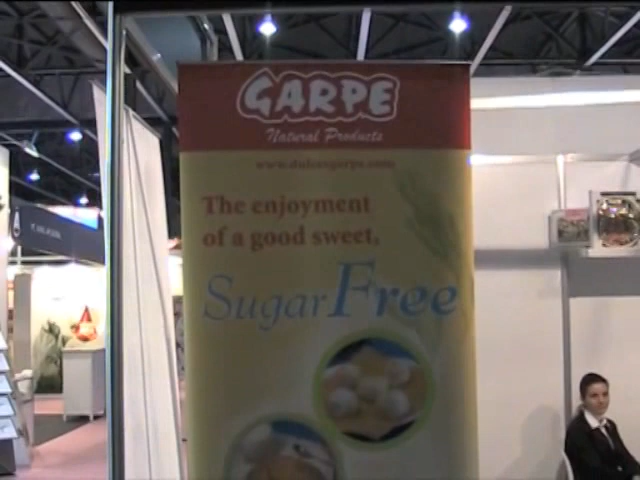 GARPE
Natural Products
www.dulcesgarpe.com
The enjoyment
of a good sweet,
Sugar Free